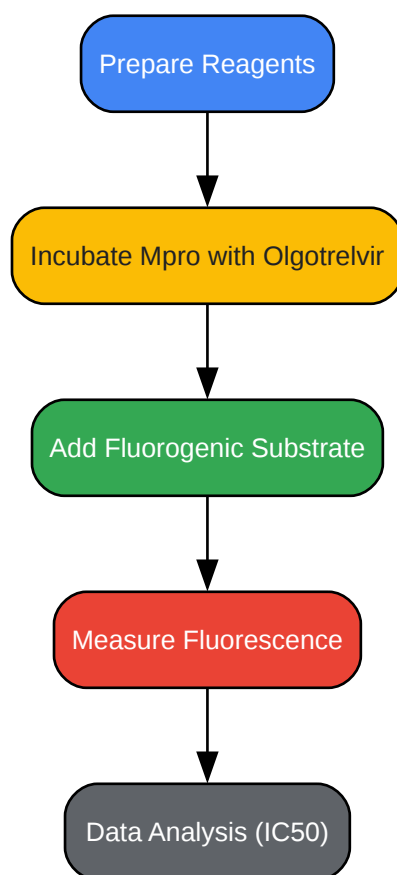 Prepare Reagents
Incubate Mpro with Olgotrelvir
Add Fluorogenic Substrate
Measure Fluorescence
Data Analysis (IC50)